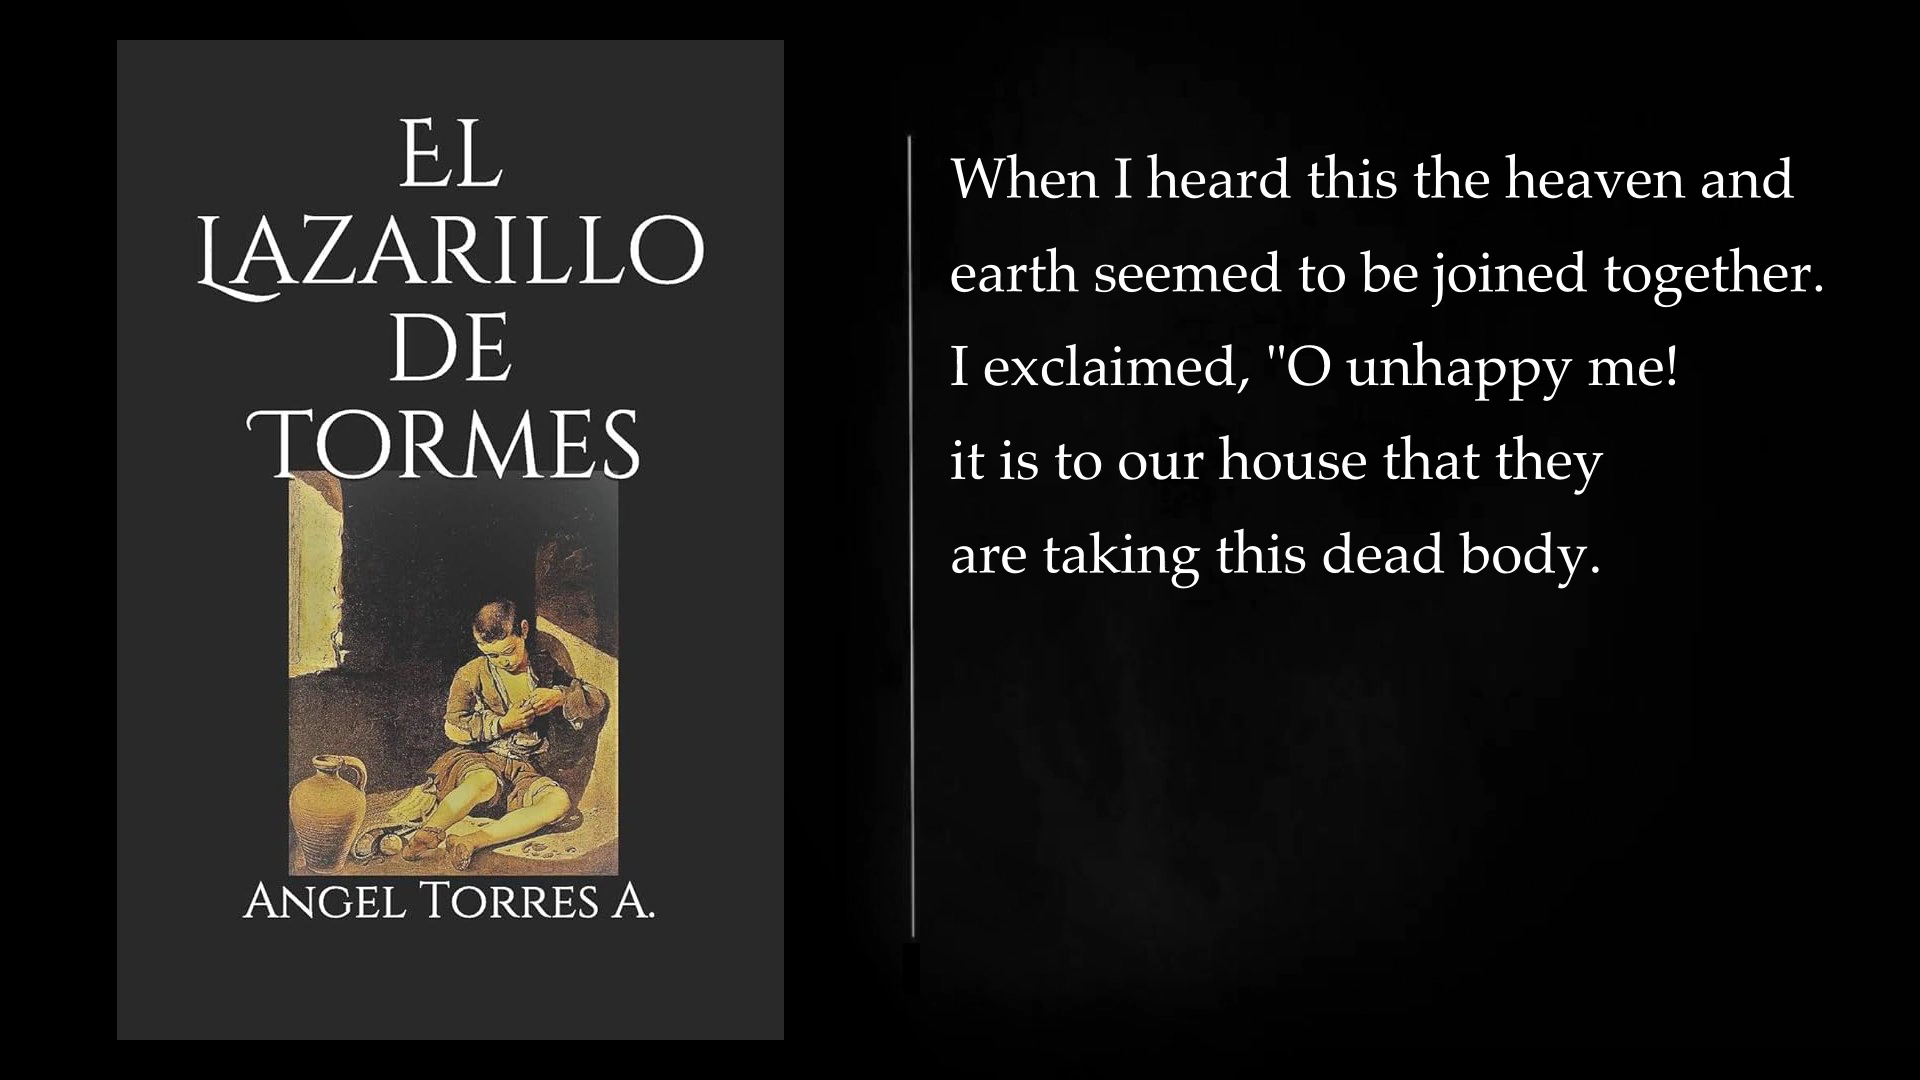 EL
LAZARILLO
DE
TORMES
ANGEL TORRES A.
When I heard this the heaven and
earth seemed to be joined together.
I exclaimed, "O unhappy me!
it is to our house that they
are taking this dead body.